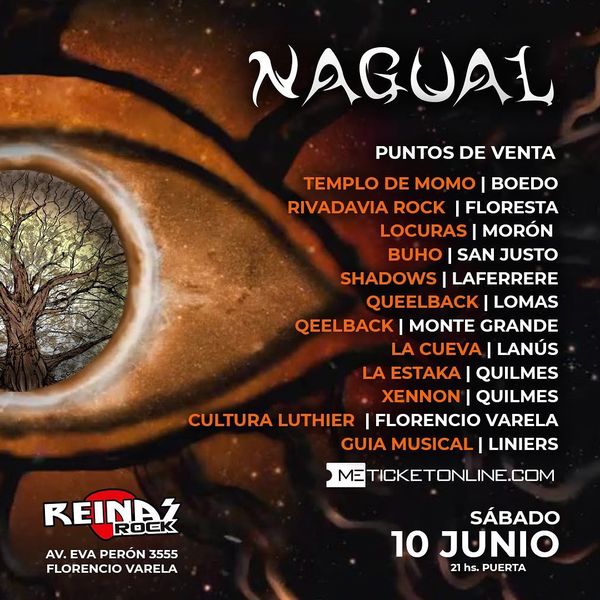 NAGUAL
PUNTOS DE VENTA
TEMPLO DE MOMO | BOEDO
RIVADAVIA ROCK | FLORESTA
LOCURAS | MORÓN
BUHO | SAN JUSTO
SHADOWS | LAFERRERE
QUEELBACK | LOMAS
QEELBACK | MONTE GRANDE
LA CUEVA | LANÚS
LA ESTAKA | QUILMES
XENNON | QUILMES
CULTURA LUTHIER | FLORENCIO VARELA
GUIA MUSICAL | LINIERS
METICKETONLINE.COM
REINAS
ROCK
AV. EVA PERÓN 3555
FLORENCIO VARELA
SÁBADO
10 JUNIO
21 hs. PUERTA